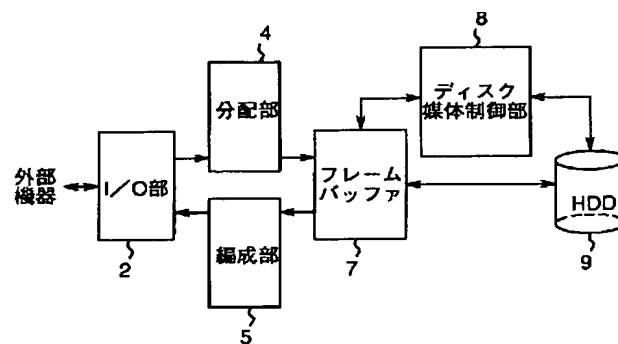 4
8
分配部
ディスク
媒体制御部
外部
機器
I/O部
フレーム
バッファ
HDD
編成部
2
7
9
5